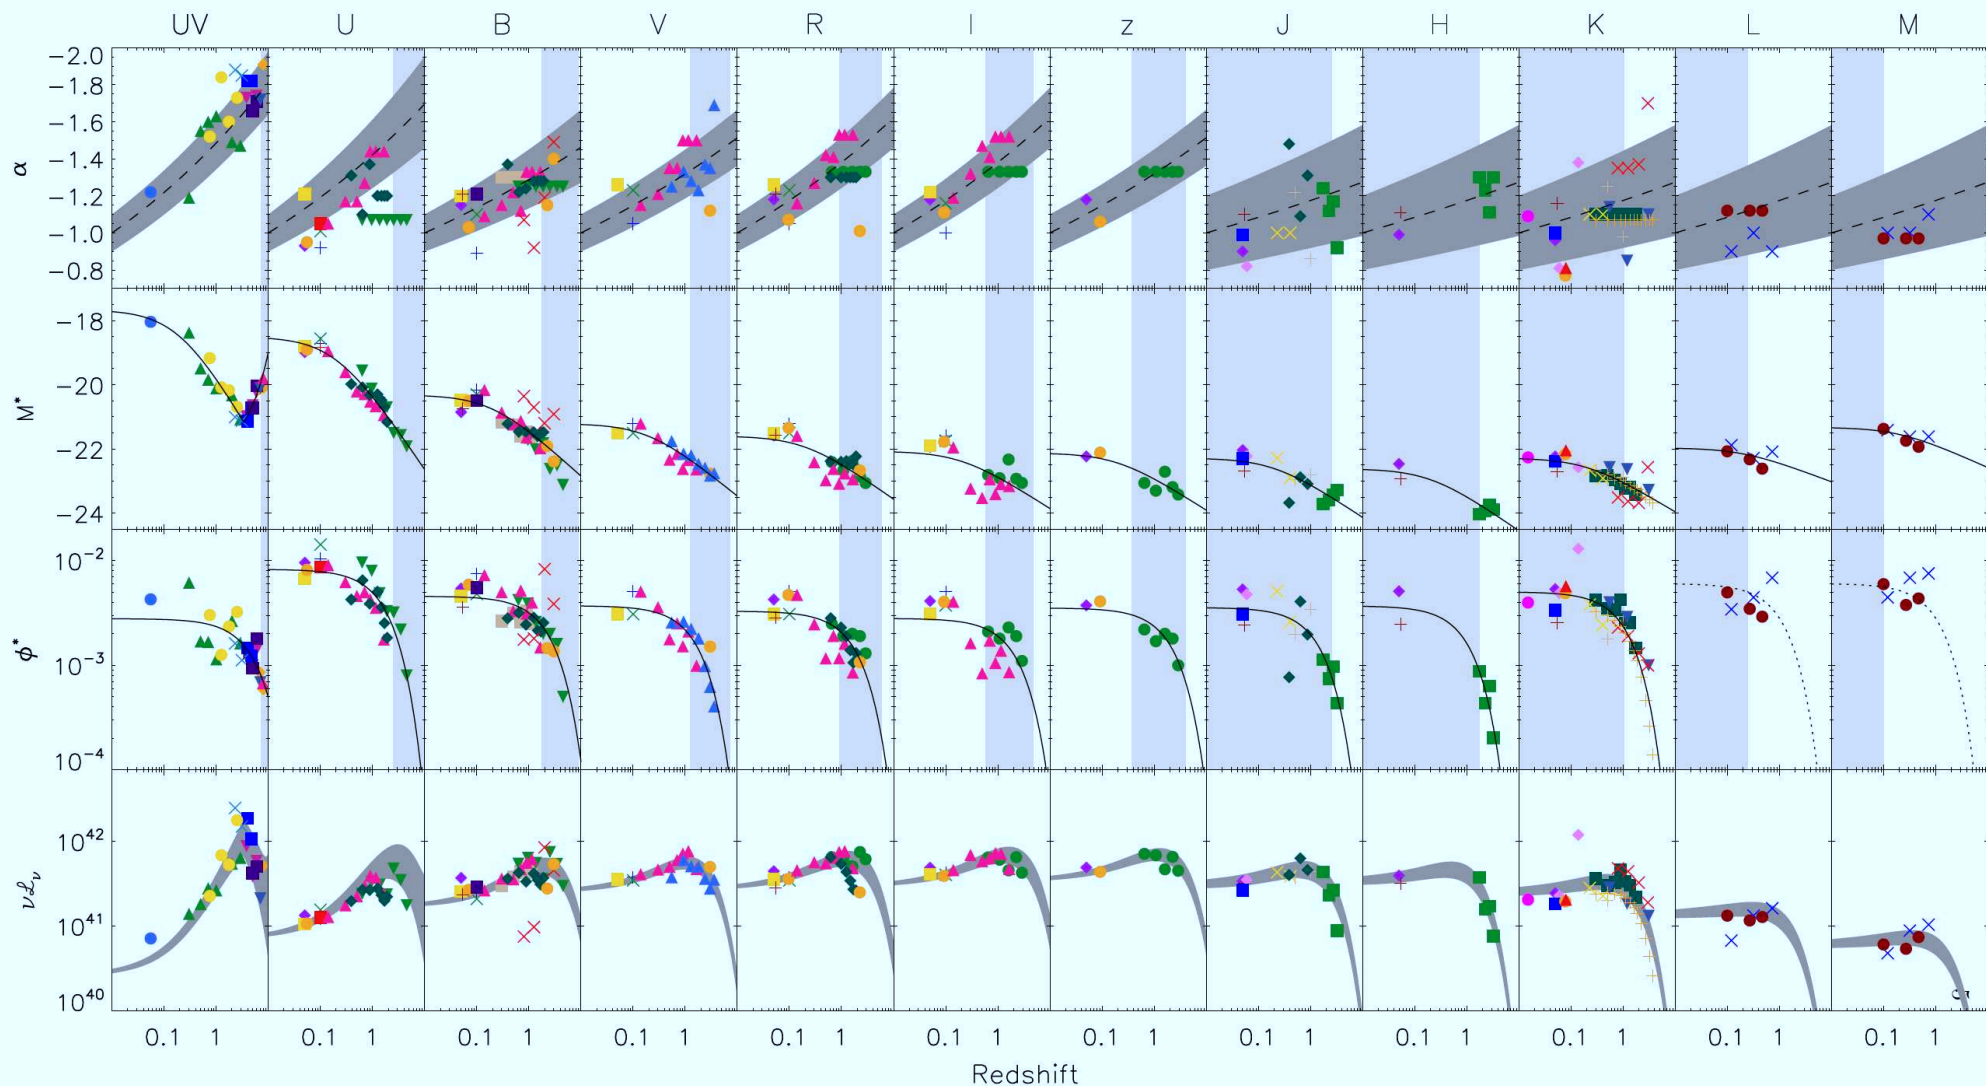 UV U B V R I z J H K L M
α
−2.0
−1.8
−1.6
−1.4
−1.2
−1.0
−0.8
M*
−18
−20
−22
−24
ϕ*
10⁻²
10⁻³
10⁻⁴
νℒᵥ
10⁴²
10⁴¹
10⁴⁰
0.1 1 0.1 1 0.1 1 0.1 1 0.1 1 0.1 1 0.1 1 0.1 1 0.1 1 0.1 1 0.1 1 0.1 1
Redshift